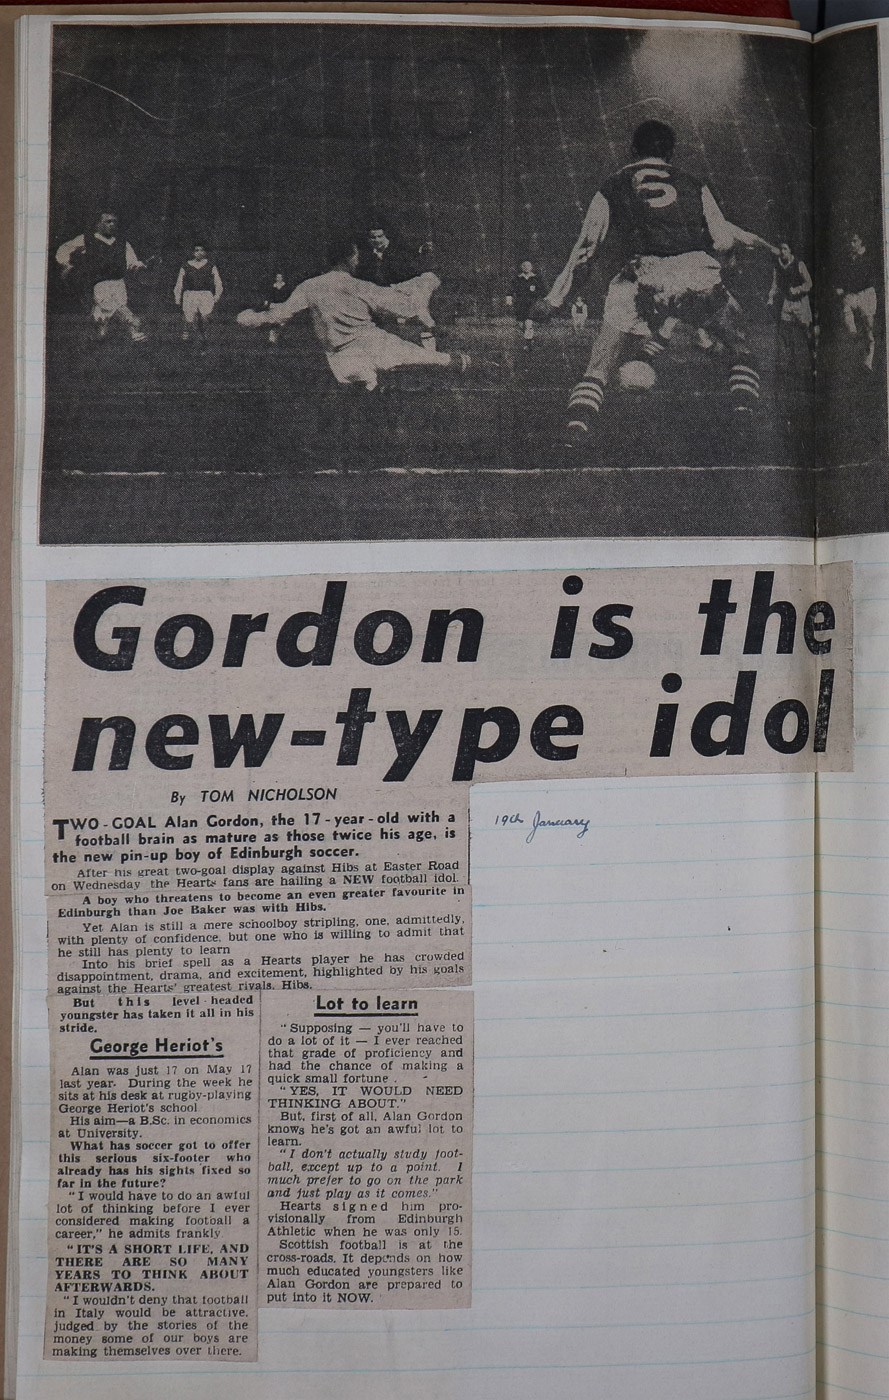 5
Gordon is the
new-type idol
By TOM NICHOLSON
19th January
TWO-GOAL Alan Gordon, the 17-year-old with a
football brain as mature as those twice his age, is
the new pin-up boy of Edinburgh soccer.
After his great two-goal display against Hibs at Easter Road
on Wednesday the Hearts fans are hailing a NEW football idol.
A boy who threatens to become an even greater favourite in
Edinburgh than Joe Baker was with Hibs.
Yet Alan is still a mere schoolboy stripling, one, admittedly,
with plenty of confidence, but one who is willing to admit that
he still has plenty to learn
Into his brief spell as a Hearts player he has crowded
disappointment, drama, and excitement, highlighted by his goals
against the Hearts' greatest rivals, Hibs.
But this level-headed
youngster has taken it all in his
stride.
George Heriot's
Alan was just 17 on May 17
last year. During the week he
sits at his desk at rugby-playing
George Heriot's school
His aim—a B.Sc. in economics
at University.
What has soccer got to offer
this serious six-footer who
already has his sights fixed so
far in the future?
"I would have to do an awful
lot of thinking before I ever
considered making football a
career," he admits frankly.
"IT'S A SHORT LIFE, AND
THERE ARE SO MANY
YEARS TO THINK ABOUT
AFTERWARDS.
"I wouldn't deny that football
in Italy would be attractive,
judged by the stories of the
money some of our boys are
making themselves over there.
Lot to learn
"Supposing — you'll have to
do a lot of it — I ever reached
that grade of proficiency and
had the chance of making a
quick small fortune .
"YES, IT WOULD NEED
THINKING ABOUT."
But, first of all, Alan Gordon
knows he's got an awful lot to
learn.
"I don't actually study foot-
ball, except up to a point. I
much prefer to go on the park
and just play as it comes."
Hearts signed him pro-
visionally from Edinburgh
Athletic when he was only 15.
Scottish football is at the
cross-roads. It depends on how
much educated youngsters like
Alan Gordon are prepared to
put into it NOW.